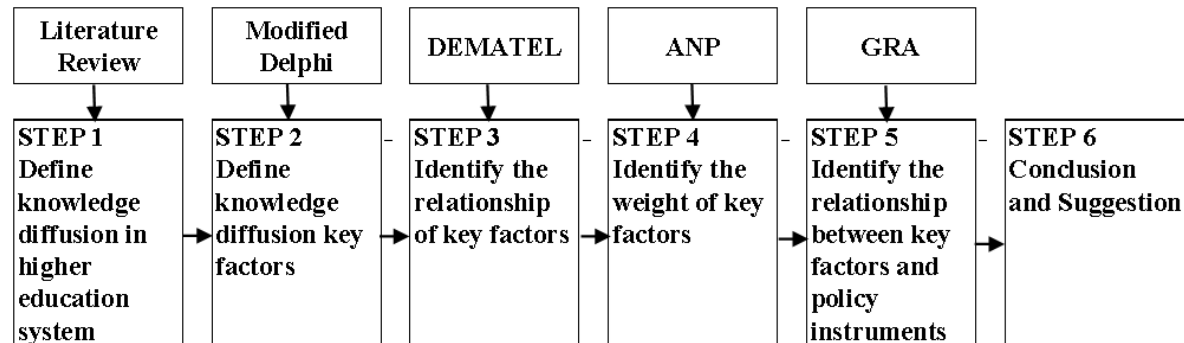 Literature
Review
Modified
Delphi
DEMATEL
ANP
GRA
STEP 1
Define
knowledge
diffusion in
higher
education
system
STEP 2
Define
knowledge
diffusion key
factors
STEP 3
Identify the
relationship
of key factors
STEP 4
Identify the
weight of key
factors
STEP 5
Identify the
relationship
between key
factors and
policy
instruments
STEP 6
Conclusion
and Suggestion